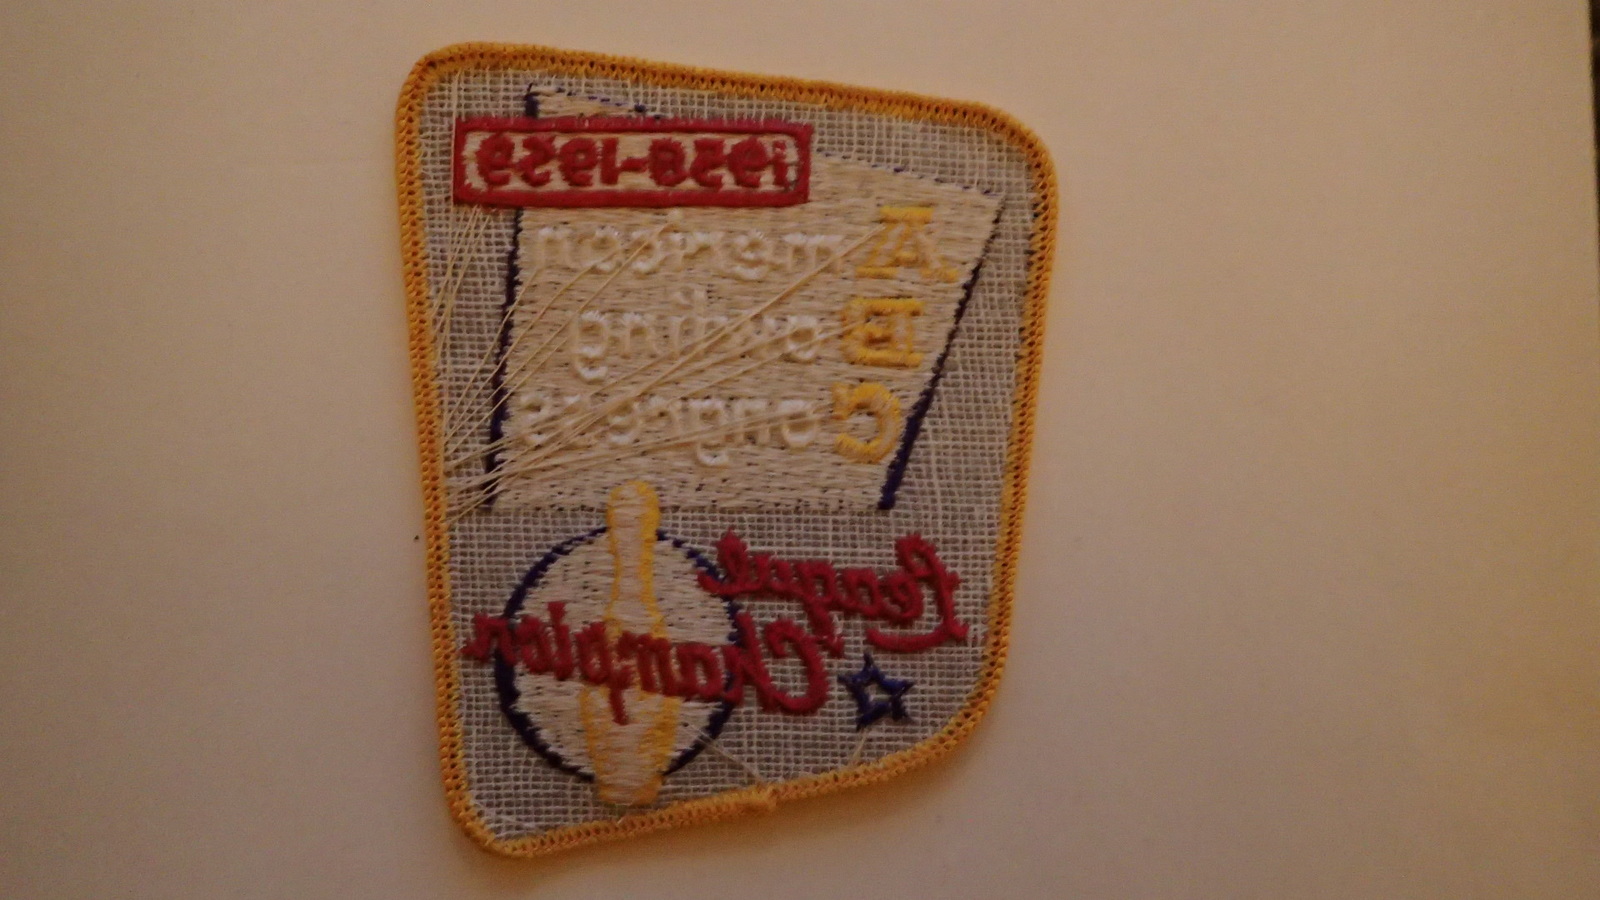 1958-1959
American
Bowling
Congress
League
Champion